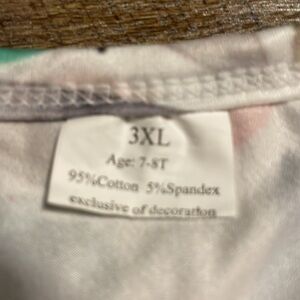 3XL
Age: 7-8T
95%Cotton 5%Spandex
exclusive of decoration